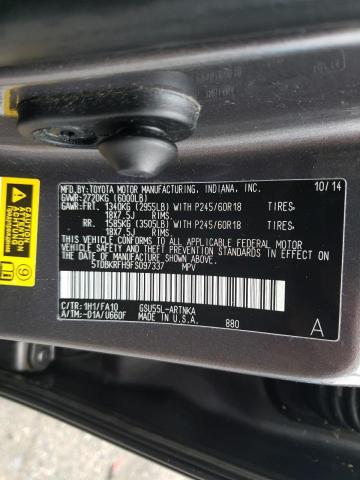 MFD.BY:TOYOTA MOTOR MANUFACTURING, INDIANA, INC. 10/14
GVWR:2720KG (6000LB)
GAWR:FRT. 1340KG (2955LB) WITH P245/60R18 TIRES
18X7.5J RIMS,
RR. 1585KG (3505LB) WITH P245/60R18 TIRES
18X7.5J RIMS,
THIS VEHICLE CONFORMS TO ALL APPLICABLE FEDERAL
MOTOR VEHICLE SAFETY AND THEFT PREVENTION STANDARDS
IN EFFECT ON THE DATE OF MANUFACTURE SHOWN ABOVE.
5TDBKRFH9FS097337 MPV
C/TR:1H1/FA10 GSU55L-ARTNKA
A/TM:-01A/U660F MADE IN U.S.A. 880 A